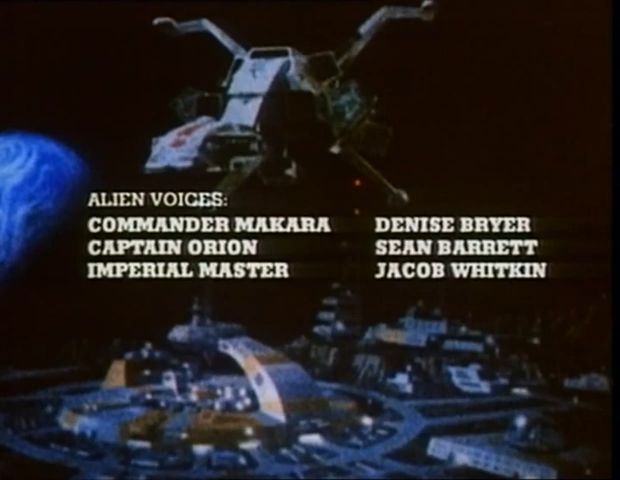 ALIEN VOICES:
COMMANDER MAKARA DENISE BRYER
CAPTAIN ORION SEAN BARRETT
IMPERIAL MASTER JACOB WHITKIN